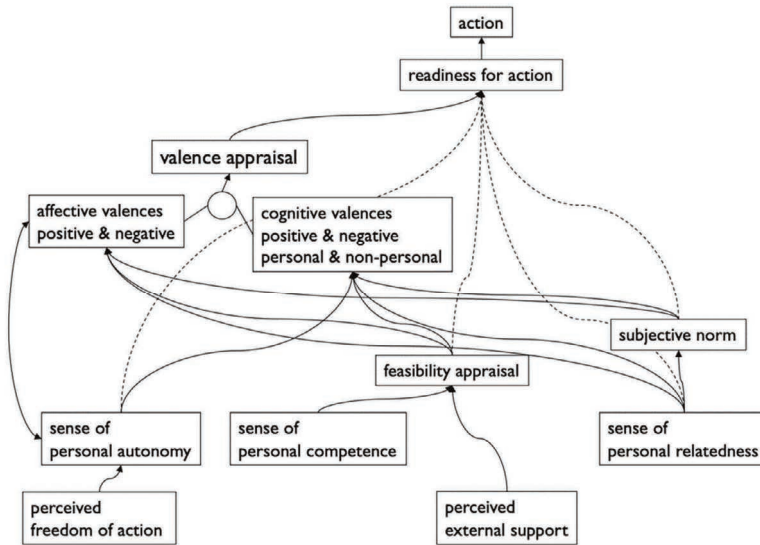 action
readiness for action
valence appraisal
affective valences
positive & negative
cognitive valences
positive & negative
personal & non-personal
subjective norm
feasibility appraisal
sense of
personal autonomy
sense of
personal competence
sense of
personal relatedness
perceived
freedom of action
perceived
external support